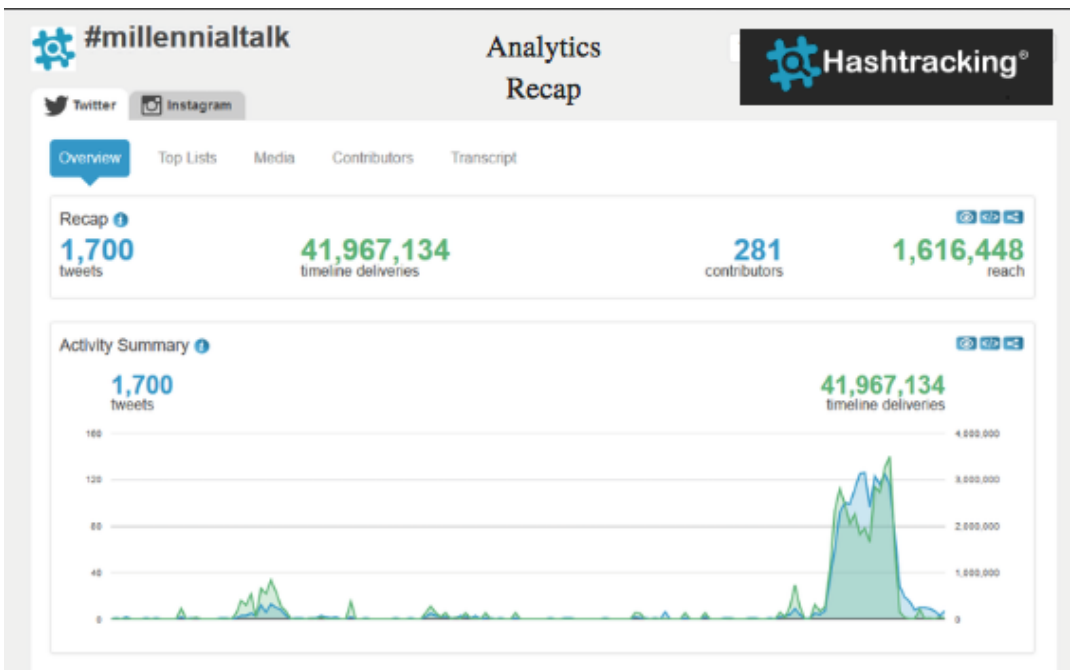 #millennialtalk
Analytics
Recap
Hashtracking®
Twitter
Instagram
Overview
Top Lists
Media
Contributors
Transcript
Recap
1,700
tweets
41,967,134
timeline deliveries
281
contributors
1,616,448
reach
Activity Summary
1,700
tweets
41,967,134
timeline deliveries
160
4,000,000
120
3,000,000
80
2,000,000
40
1,000,000
0
0